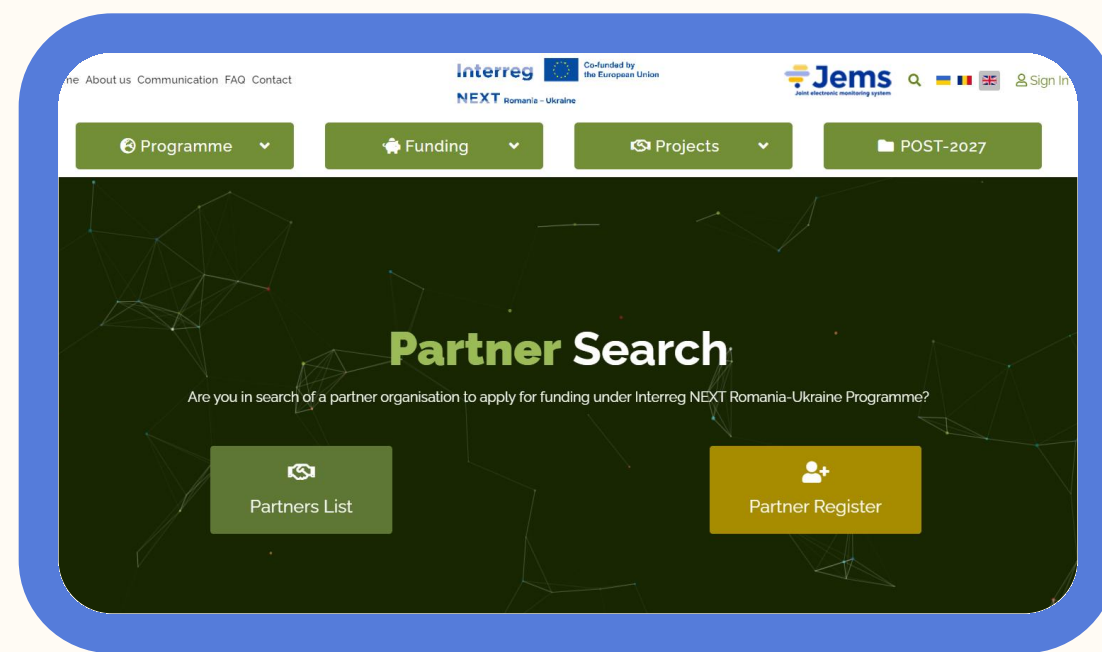 me About us Communication FAQ Contact
Interreg
Co-funded by
the European Union
NEXT Romania – Ukraine
Jems
Joint electronic monitoring system
Sign In
Programme
Funding
Projects
POST-2027
Partner Search
Are you in search of a partner organisation to apply for funding under Interreg NEXT Romania-Ukraine Programme?
Partners List
Partner Register